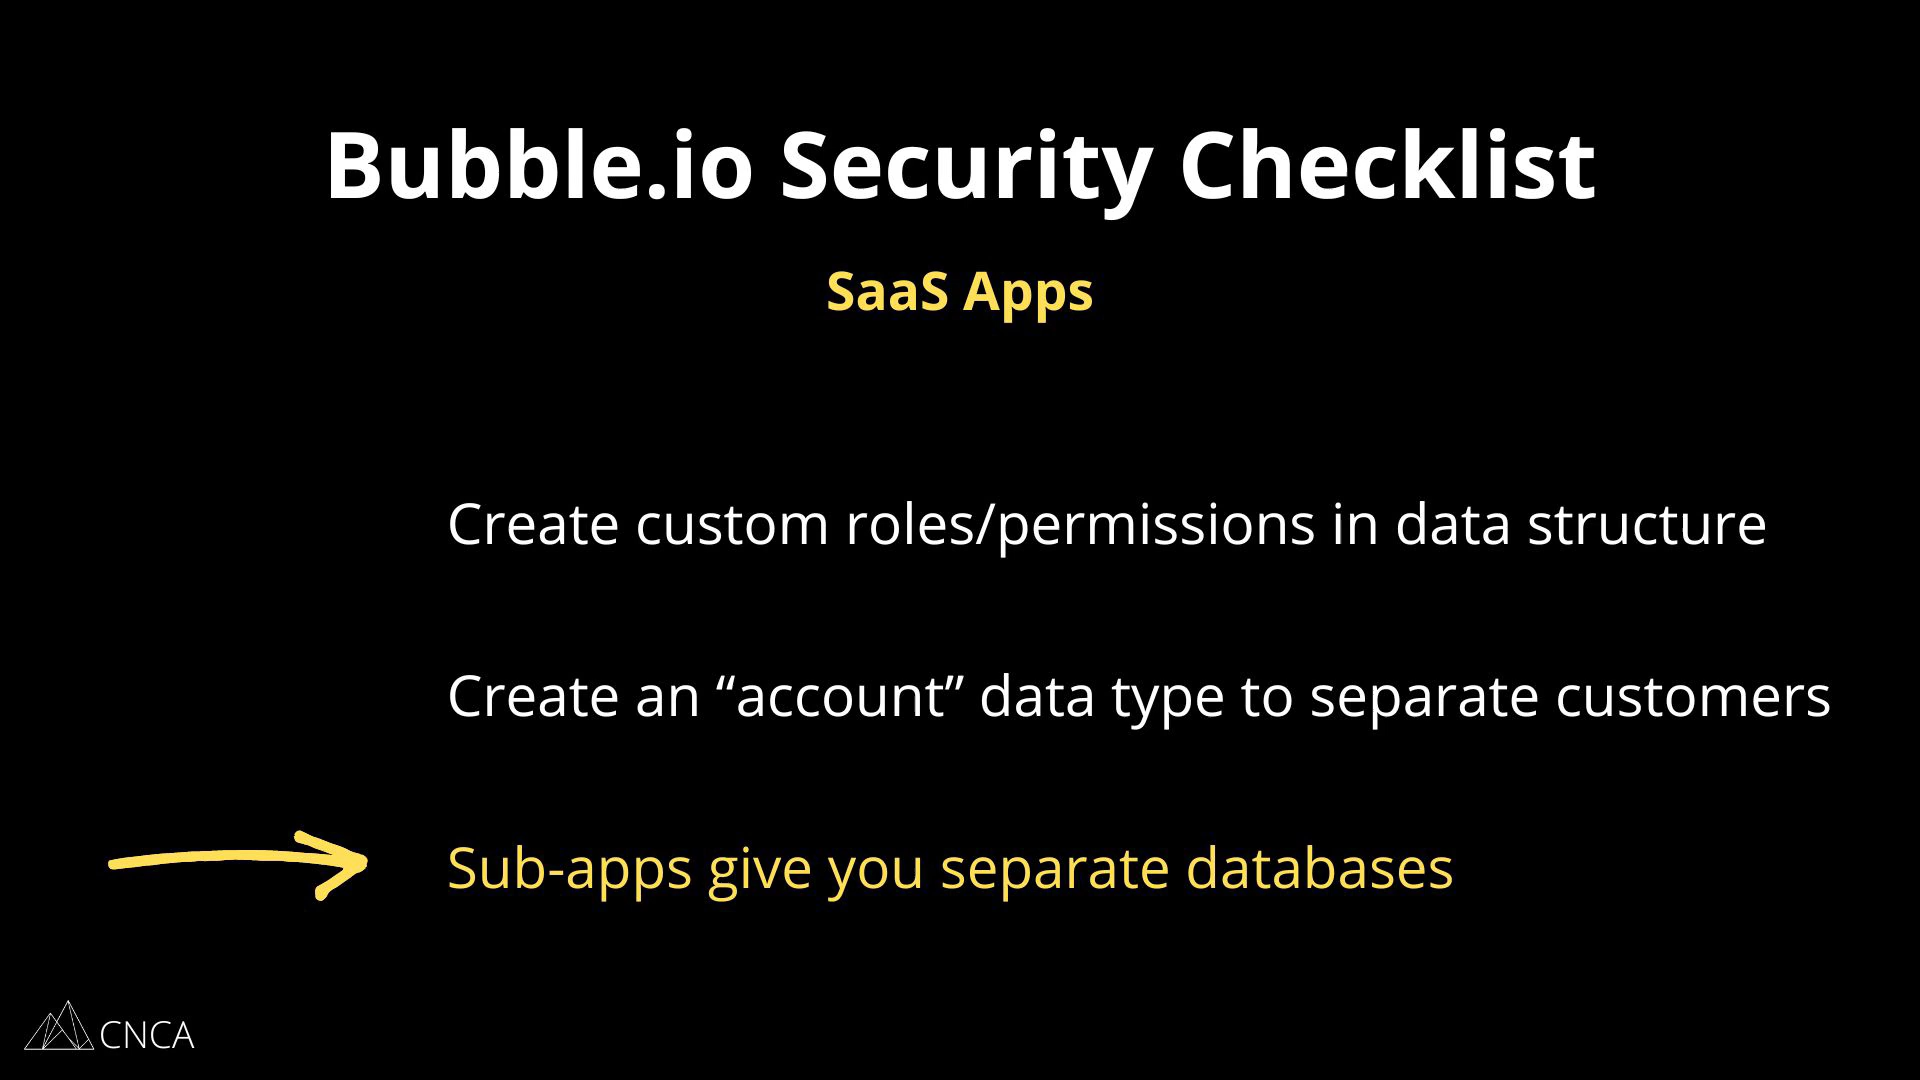 Bubble.io Security Checklist
SaaS Apps
Create custom roles/permissions in data structure
Create an “account” data type to separate customers
Sub-apps give you separate databases
CNCA